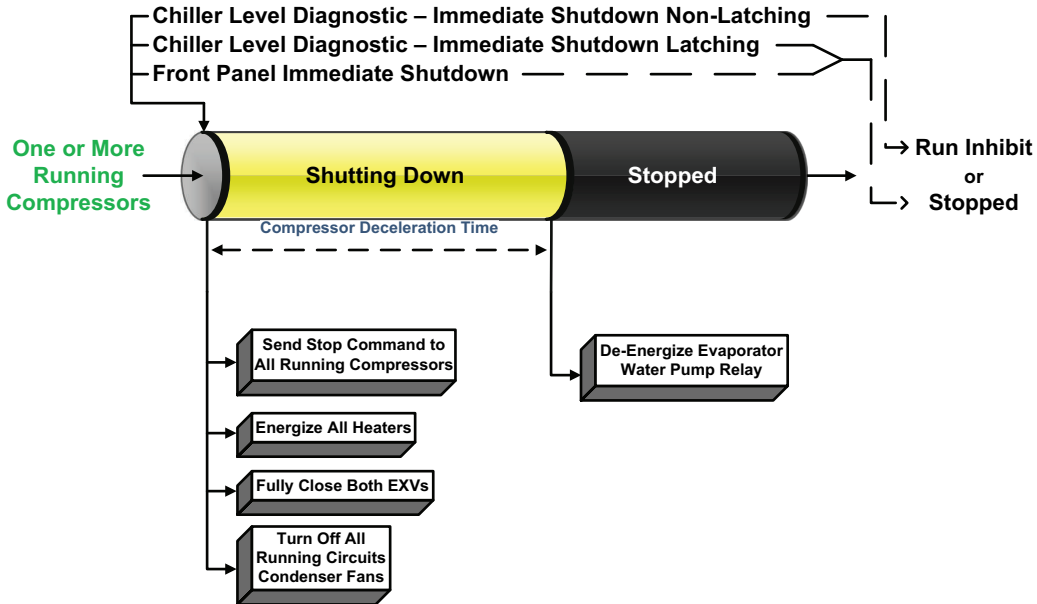 Chiller Level Diagnostic – Immediate Shutdown Non-Latching
Chiller Level Diagnostic – Immediate Shutdown Latching
Front Panel Immediate Shutdown
One or More
Running
Compressors
Shutting Down
Stopped
Run Inhibit
or
Stopped
Compressor Deceleration Time
Send Stop Command to
All Running Compressors
De-Energize Evaporator
Water Pump Relay
Energize All Heaters
Fully Close Both EXVs
Turn Off All
Running Circuits
Condenser Fans